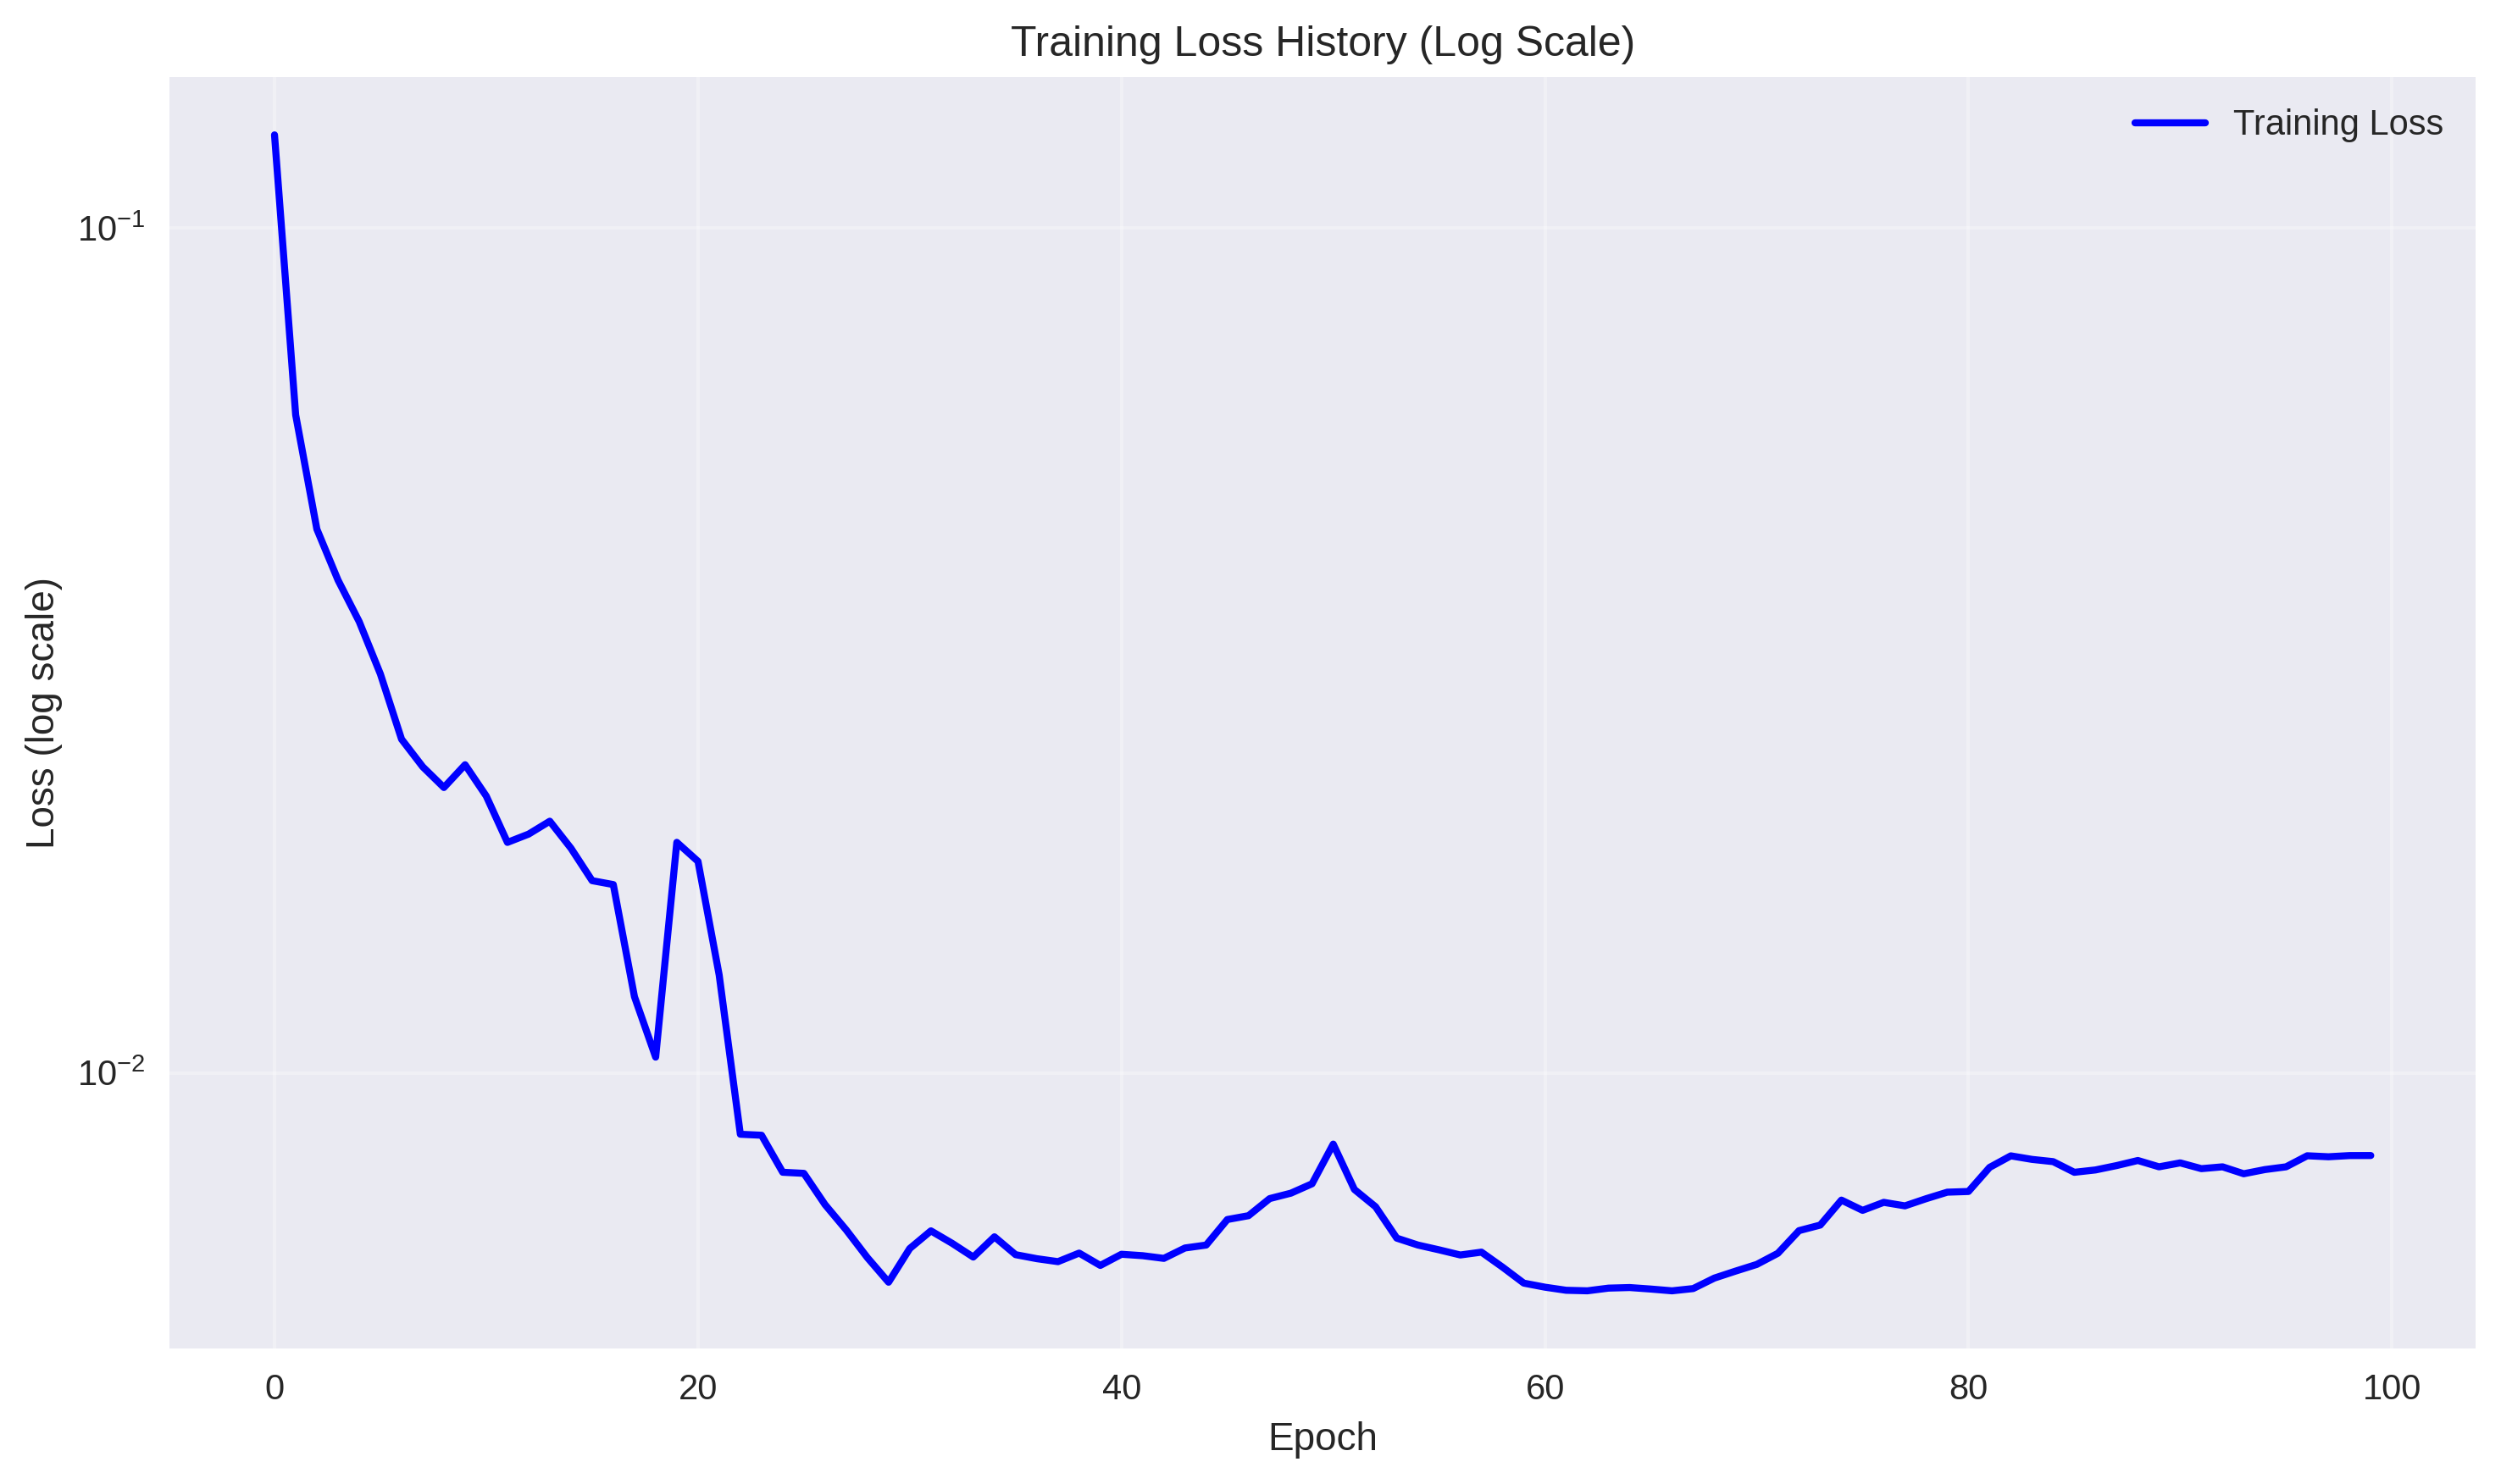 Training Loss History (Log Scale)
Training Loss
10⁻¹
10⁻²
Loss (log scale)
0 20 40 60 80 100
Epoch